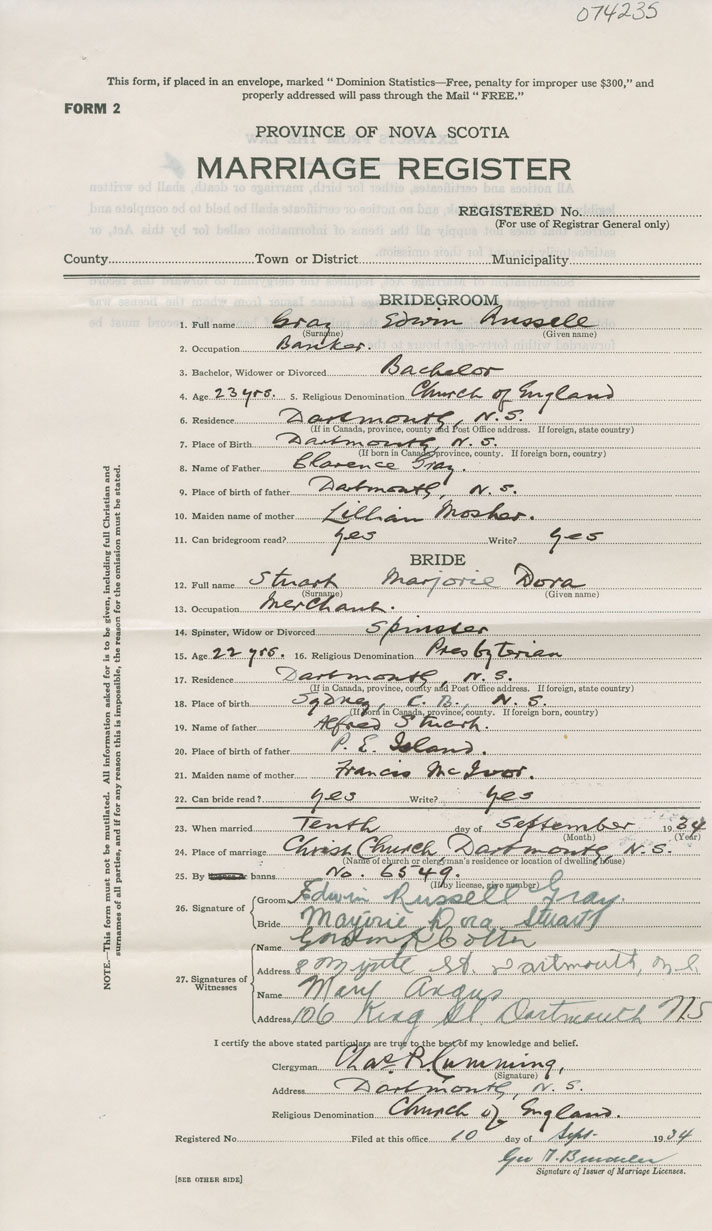 074235
This form, if placed in an envelope, marked " Dominion Statistics—Free, penalty for improper use $300," and
properly addressed will pass through the Mail " FREE."
FORM 2
PROVINCE OF NOVA SCOTIA
MARRIAGE REGISTER
REGISTERED No.
(For use of Registrar General only)
County Town or District Municipality
BRIDEGROOM
1. Full name Gray Edwin Russell
(Surname) (Given name)
2. Occupation Banker.
3. Bachelor, Widower or Divorced Bachelor
4. Age 23 yrs. 5. Religious Denomination Church of England
6. Residence Dartmouth, N.S.
(If in Canada, province, county and Post Office address. If foreign, state country)
7. Place of Birth Dartmouth, N.S.
(If born in Canada, province, county. If foreign born, country)
8. Name of Father Clarence Gray.
9. Place of birth of father Dartmouth, N.S.
10. Maiden name of mother Lillian Mosher.
11. Can bridegroom read? yes Write? yes
BRIDE
12. Full name Stuart Marjorie Dora
(Surname) (Given name)
13. Occupation Merchant.
14. Spinster, Widow or Divorced Spinster
15. Age 22 yrs. 16. Religious Denomination Presbyterian
17. Residence Dartmouth, N.S.
(If in Canada, province, county and Post Office address. If foreign, state country)
18. Place of birth Sydney, C.B., N.S.
(If born in Canada, province, county. If foreign born, country)
19. Name of father Alfred Stuart.
20. Place of birth of father P.E. Island.
21. Maiden name of mother Francis McIvor.
22. Can bride read? yes Write? yes
23. When married Tenth day of September 1934
(Month) (Year)
24. Place of marriage Christ Church Dartmouth, N.S.
(Name of church or clergyman's residence or location of dwelling house)
25. By banns No. 6549.
(If by license, give number)
26. Signature of
Groom Edwin Russell Gray.
Bride Marjorie Dora Stuart
27. Signatures of Witnesses
Name Gordon R Colter
Address 8 St. Dartmouth, N.S.
Name Mary Angus
Address 106 King St Dartmouth NS
I certify the above stated particulars are true to the best of my knowledge and belief.
Clergyman Chas. R. Cumming,
(Signature)
Address Dartmouth, N.S.
Religious Denomination Church of England.
Registered No. Filed at this office 10 day of Sept. 1934
Geo
Signature of Issuer of Marriage Licenses.
[SEE OTHER SIDE]
NOTE.—This form must not be mutilated. All information asked for is to be given, including full Christian and
surnames of all parties, and if for any reason this is impossible, the reason for the omission must be stated.